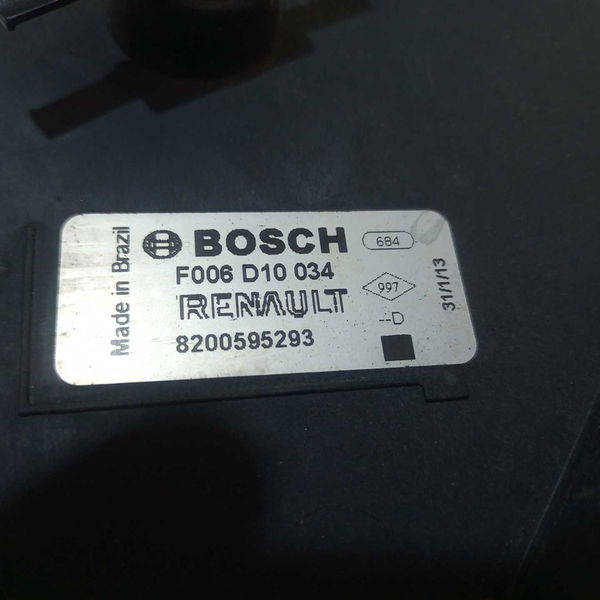 Made in Brazil
BOSCH
684
F006 D10 034
997
RENAULT
--D
8200595293
31/1/13